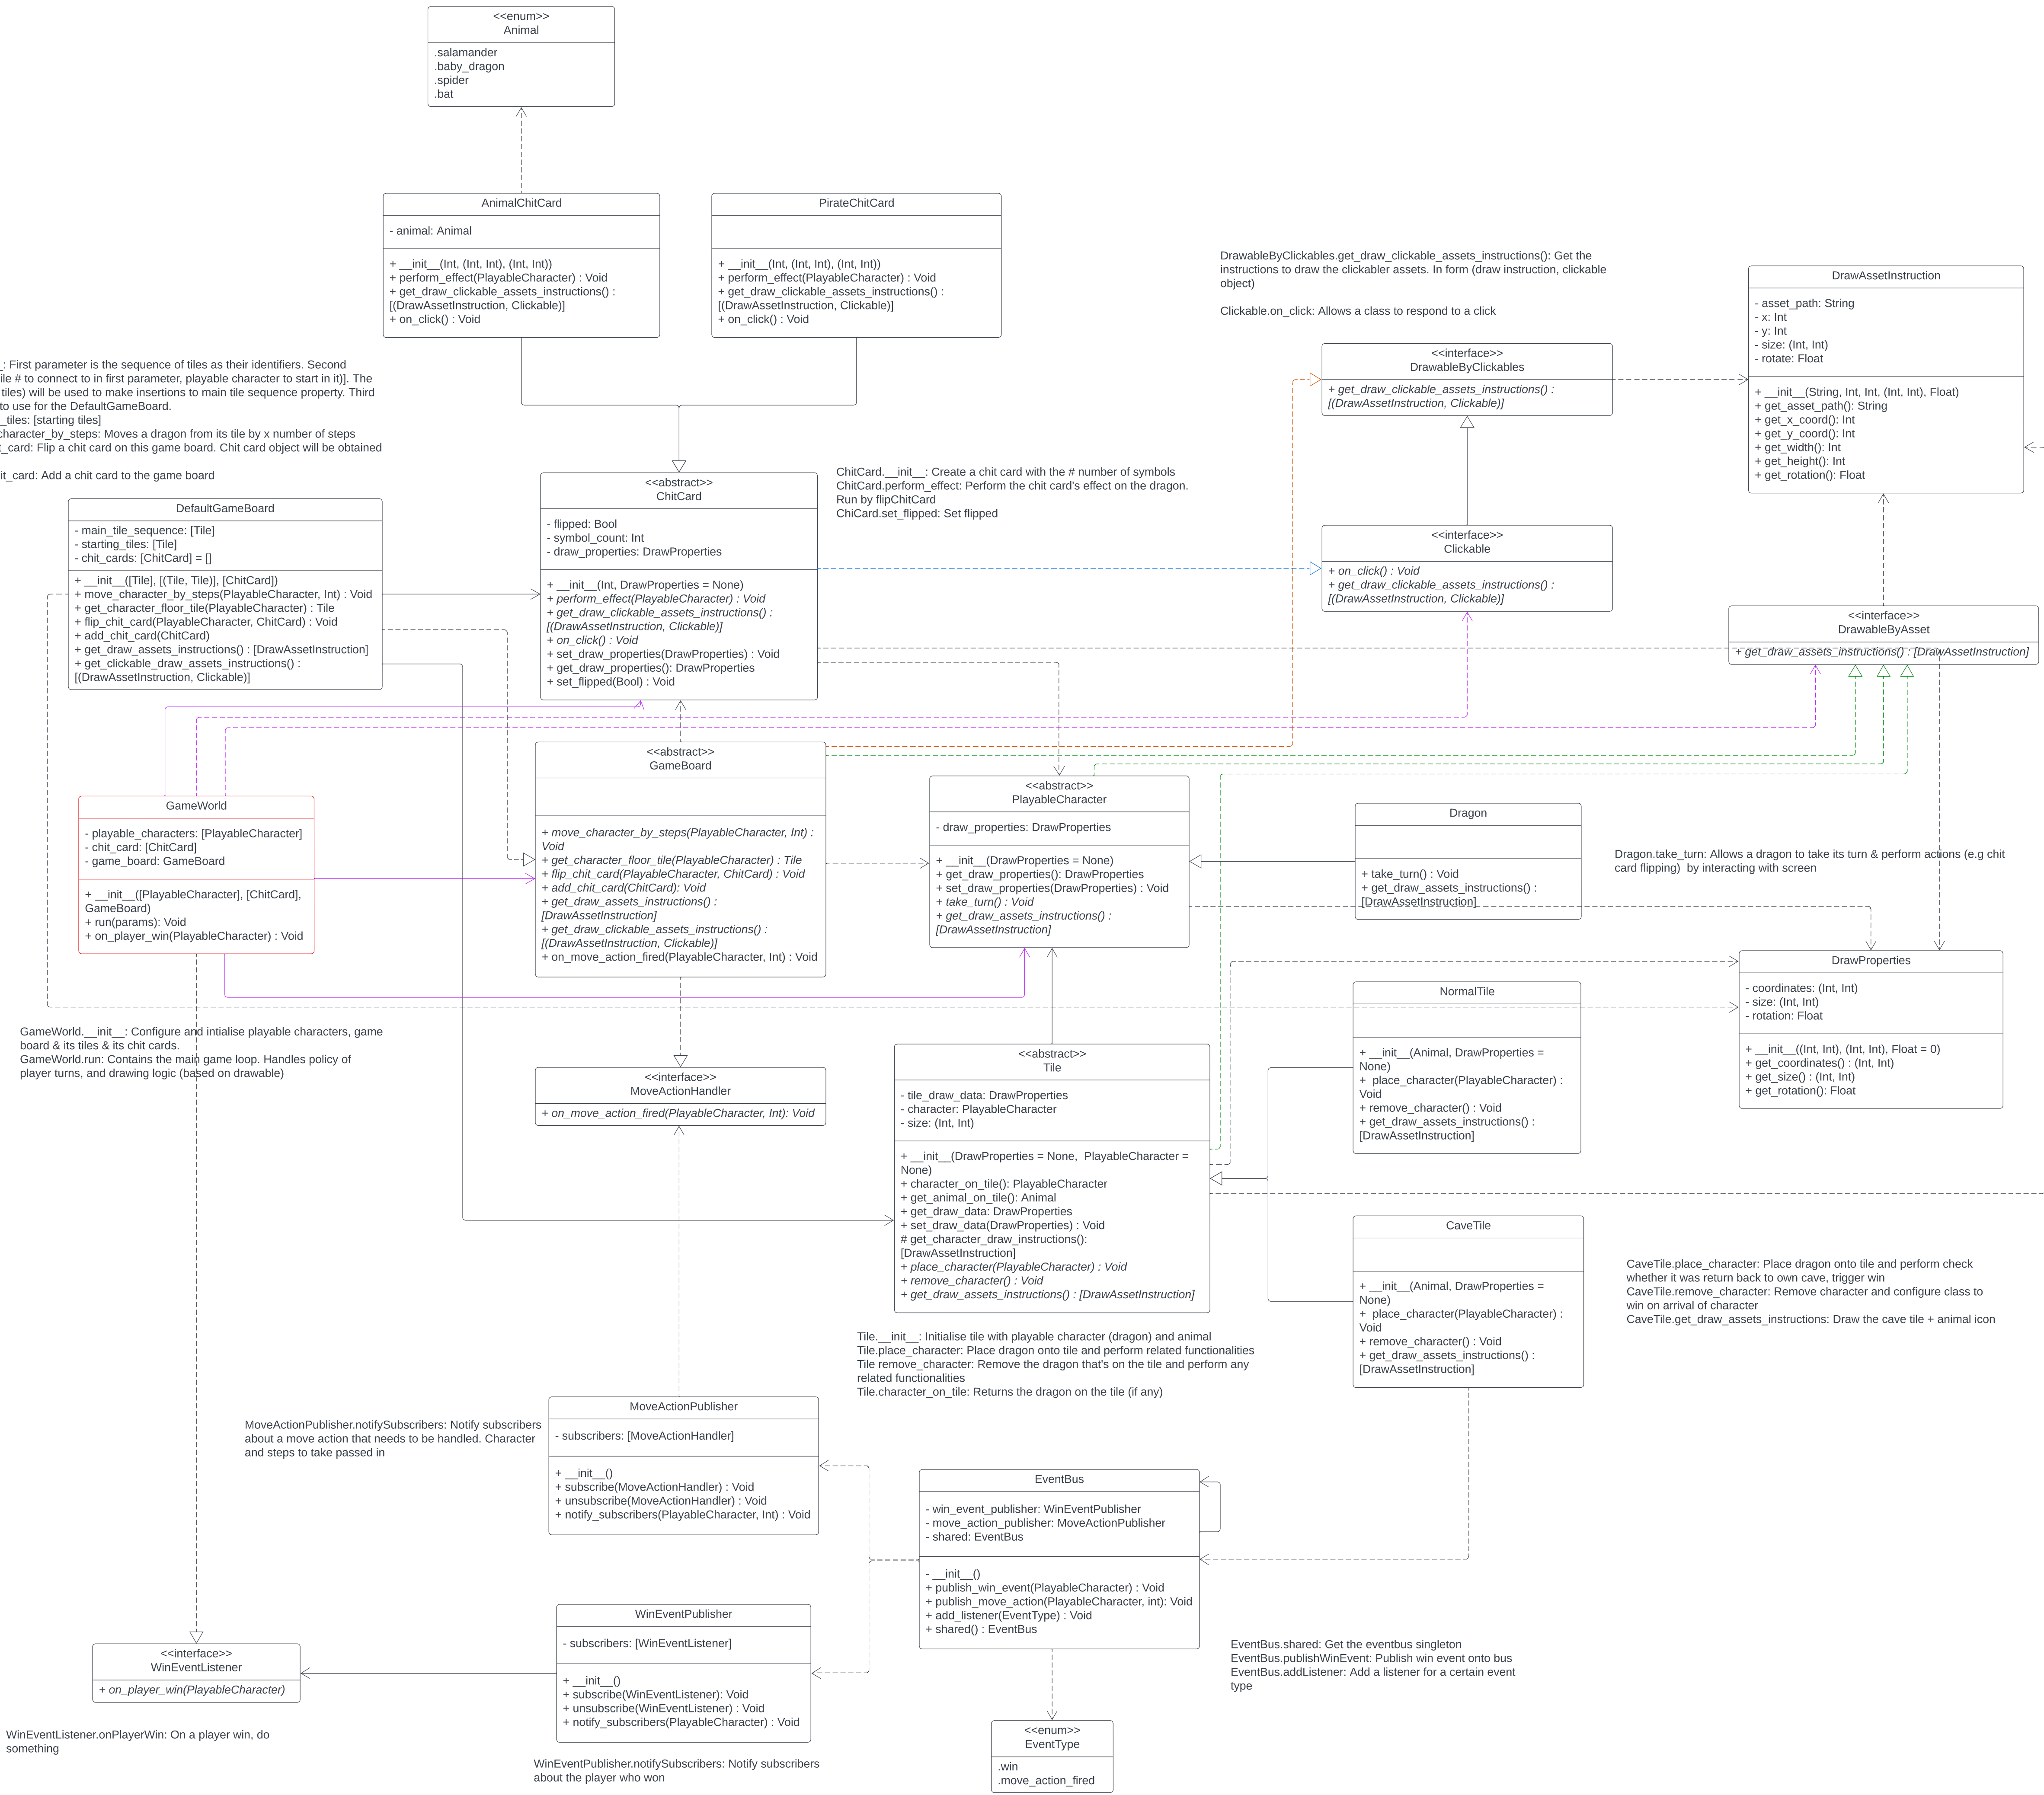 <<enum>>
Animal
.salamander
.baby_dragon
.spider
.bat
AnimalChitCard
- animal: Animal
+ __init__(Int, (Int, Int), (Int, Int))
+ perform_effect(PlayableCharacter) : Void
+ get_draw_clickable_assets_instructions() :
[(DrawAssetInstruction, Clickable)]
+ on_click() : Void
PirateChitCard
+ __init__(Int, (Int, Int), (Int, Int))
+ perform_effect(PlayableCharacter) : Void
+ get_draw_clickable_assets_instructions() :
[(DrawAssetInstruction, Clickable)]
+ on_click() : Void
DrawableByClickables.get_draw_clickable_assets_instructions(): Get the
instructions to draw the clickabler assets. In form (draw instruction, clickable
object)
Clickable.on_click: Allows a class to respond to a click
DrawAssetInstruction
- asset_path: String
- x: Int
- y: Int
- size: (Int, Int)
- rotate: Float
+ __init__(String, Int, Int, (Int, Int), Float)
+ get_asset_path(): String
+ get_x_coord(): Int
+ get_y_coord(): Int
+ get_width(): Int
+ get_height(): Int
+ get_rotation(): Float
<<interface>>
DrawableByClickables
+ get_draw_clickable_assets_instructions() :
[(DrawAssetInstruction, Clickable)]
_: First parameter is the sequence of tiles as their identifiers. Second
ile # to connect to in first parameter, playable character to start in it)]. The
tiles) will be used to make insertions to main tile sequence property. Third
to use for the DefaultGameBoard.
_tiles: [starting tiles]
character_by_steps: Moves a dragon from its tile by x number of steps
it_card: Flip a chit card on this game board. Chit card object will be obtained
it_card: Add a chit card to the game board
DefaultGameBoard
- main_tile_sequence: [Tile]
- starting_tiles: [Tile]
- chit_cards: [ChitCard] = []
+ __init__([Tile], [(Tile, Tile)], [ChitCard])
+ move_character_by_steps(PlayableCharacter, Int) : Void
+ get_character_floor_tile(PlayableCharacter) : Tile
+ flip_chit_card(PlayableCharacter, ChitCard) : Void
+ add_chit_card(ChitCard)
+ get_draw_assets_instructions() : [DrawAssetInstruction]
+ get_clickable_draw_assets_instructions() :
[(DrawAssetInstruction, Clickable)]
<<abstract>>
ChitCard
- flipped: Bool
- symbol_count: Int
- draw_properties: DrawProperties
+ __init__(Int, DrawProperties = None)
+ perform_effect(PlayableCharacter) : Void
+ get_draw_clickable_assets_instructions() :
[(DrawAssetInstruction, Clickable)]
+ on_click() : Void
+ set_draw_properties(DrawProperties) : Void
+ get_draw_properties(): DrawProperties
+ set_flipped(Bool) : Void
ChitCard.__init__: Create a chit card with the # number of symbols
ChitCard.perform_effect: Perform the chit card's effect on the dragon.
Run by flipChitCard
ChiCard.set_flipped: Set flipped
<<interface>>
Clickable
+ on_click() : Void
+ get_draw_clickable_assets_instructions() :
[(DrawAssetInstruction, Clickable)]
<<interface>>
DrawableByAsset
+ get_draw_assets_instructions() : [DrawAssetInstruction]
GameWorld
- playable_characters: [PlayableCharacter]
- chit_card: [ChitCard]
- game_board: GameBoard
+ __init__([PlayableCharacter], [ChitCard],
GameBoard)
+ run(params): Void
+ on_player_win(PlayableCharacter) : Void
<<abstract>>
GameBoard
+ move_character_by_steps(PlayableCharacter, Int) :
Void
+ get_character_floor_tile(PlayableCharacter) : Tile
+ flip_chit_card(PlayableCharacter, ChitCard) : Void
+ add_chit_card(ChitCard): Void
+ get_draw_assets_instructions() :
[DrawAssetInstruction]
+ get_draw_clickable_assets_instructions() :
[(DrawAssetInstruction, Clickable)]
+ on_move_action_fired(PlayableCharacter, Int) : Void
<<abstract>>
PlayableCharacter
- draw_properties: DrawProperties
+ __init__(DrawProperties = None)
+ get_draw_properties(): DrawProperties
+ set_draw_properties(DrawProperties) : Void
+ take_turn() : Void
+ get_draw_assets_instructions() :
[DrawAssetInstruction]
Dragon
+ take_turn() : Void
+ get_draw_assets_instructions() :
[DrawAssetInstruction]
Dragon.take_turn: Allows a dragon to take its turn & perform actions (e.g chit
card flipping)  by interacting with screen
DrawProperties
- coordinates: (Int, Int)
- size: (Int, Int)
- rotation: Float
+ __init__((Int, Int), (Int, Int), Float = 0)
+ get_coordinates() : (Int, Int)
+ get_size() : (Int, Int)
+ get_rotation(): Float
NormalTile
+ __init__(Animal, DrawProperties =
None)
+  place_character(PlayableCharacter) :
Void
+ remove_character() : Void
+ get_draw_assets_instructions() :
[DrawAssetInstruction]
GameWorld.__init__: Configure and intialise playable characters, game
board & its tiles & its chit cards.
GameWorld.run: Contains the main game loop. Handles policy of
player turns, and drawing logic (based on drawable)
<<interface>>
MoveActionHandler
+ on_move_action_fired(PlayableCharacter, Int): Void
<<abstract>>
Tile
- tile_draw_data: DrawProperties
- character: PlayableCharacter
- size: (Int, Int)
+ __init__(DrawProperties = None,  PlayableCharacter =
None)
+ character_on_tile(): PlayableCharacter
+ get_animal_on_tile(): Animal
+ get_draw_data: DrawProperties
+ set_draw_data(DrawProperties) : Void
# get_character_draw_instructions():
[DrawAssetInstruction]
+ place_character(PlayableCharacter) : Void
+ remove_character() : Void
+ get_draw_assets_instructions() : [DrawAssetInstruction]
CaveTile
+ __init__(Animal, DrawProperties =
None)
+  place_character(PlayableCharacter) :
Void
+ remove_character() : Void
+ get_draw_assets_instructions() :
[DrawAssetInstruction]
CaveTile.place_character: Place dragon onto tile and perform check
whether it was return back to own cave, trigger win
CaveTile.remove_character: Remove character and configure class to
win on arrival of character
CaveTile.get_draw_assets_instructions: Draw the cave tile + animal icon
Tile.__init__: Initialise tile with playable character (dragon) and animal
Tile.place_character: Place dragon onto tile and perform related functionalities
Tile remove_character: Remove the dragon that's on the tile and perform any
related functionalities
Tile.character_on_tile: Returns the dragon on the tile (if any)
MoveActionPublisher.notifySubscribers: Notify subscribers
about a move action that needs to be handled. Character
and steps to take passed in
MoveActionPublisher
- subscribers: [MoveActionHandler]
+ __init__()
+ subscribe(MoveActionHandler) : Void
+ unsubscribe(MoveActionHandler) : Void
+ notify_subscribers(PlayableCharacter, Int) : Void
EventBus
- win_event_publisher: WinEventPublisher
- move_action_publisher: MoveActionPublisher
- shared: EventBus
- __init__()
+ publish_win_event(PlayableCharacter) : Void
+ publish_move_action(PlayableCharacter, int): Void
+ add_listener(EventType) : Void
+ shared() : EventBus
WinEventPublisher
- subscribers: [WinEventListener]
+ __init__()
+ subscribe(WinEventListener): Void
+ unsubscribe(WinEventListener) : Void
+ notify_subscribers(PlayableCharacter) : Void
<<interface>>
WinEventListener
+ on_player_win(PlayableCharacter)
EventBus.shared: Get the eventbus singleton
EventBus.publishWinEvent: Publish win event onto bus
EventBus.addListener: Add a listener for a certain event
type
WinEventListener.onPlayerWin: On a player win, do
something
WinEventPublisher.notifySubscribers: Notify subscribers
about the player who won
<<enum>>
EventType
.win
.move_action_fired